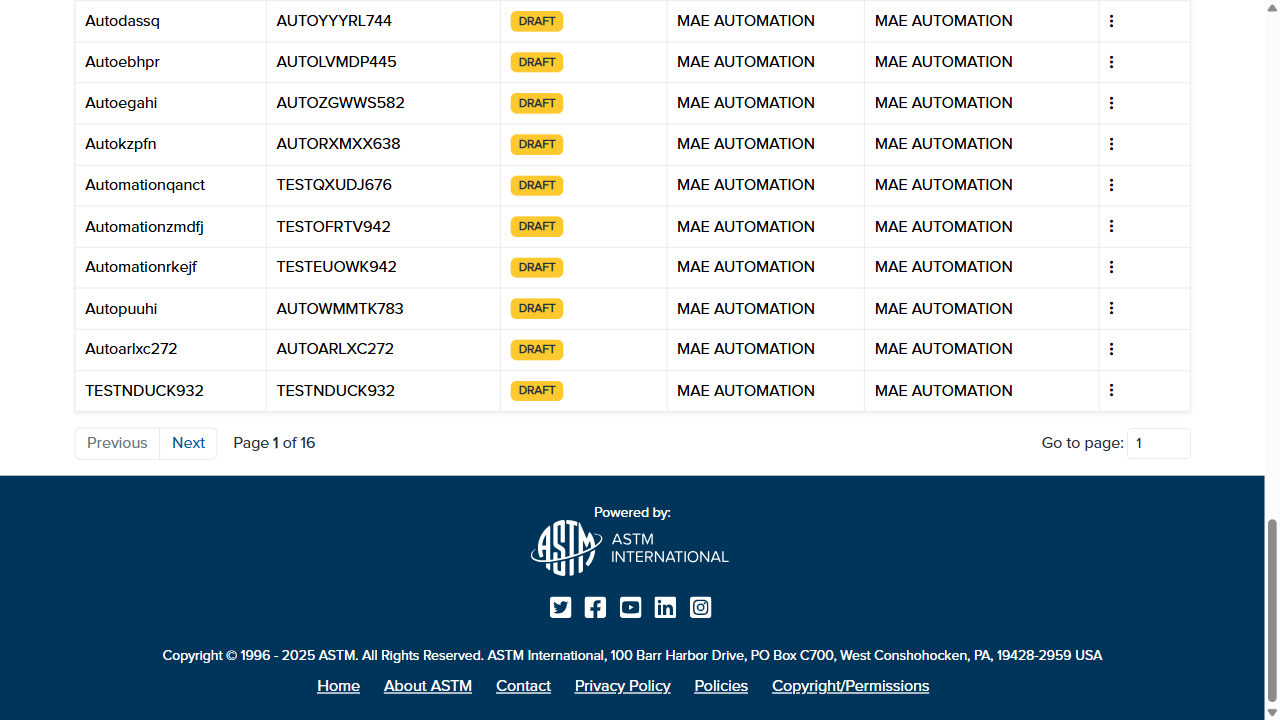 Autodassq AUTOYYYRL744 DRAFT MAE AUTOMATION MAE AUTOMATION
Autoebhpr AUTOLVMDP445 DRAFT MAE AUTOMATION MAE AUTOMATION
Autoegahi AUTOZGWWS582 DRAFT MAE AUTOMATION MAE AUTOMATION
Autokzpfn AUTORXMXX638 DRAFT MAE AUTOMATION MAE AUTOMATION
Automationqanct TESTQXUDJ676 DRAFT MAE AUTOMATION MAE AUTOMATION
Automationzmdfj TESTOFRTV942 DRAFT MAE AUTOMATION MAE AUTOMATION
Automationrkejf TESTEUOWK942 DRAFT MAE AUTOMATION MAE AUTOMATION
Autopuuhi AUTOWMMTK783 DRAFT MAE AUTOMATION MAE AUTOMATION
Autoarlxc272 AUTOARLXC272 DRAFT MAE AUTOMATION MAE AUTOMATION
TESTNDUCK932 TESTNDUCK932 DRAFT MAE AUTOMATION MAE AUTOMATION
Previous Next Page 1 of 16 Go to page: 1
Powered by:
ASTM ASTM
INTERNATIONAL
Copyright © 1996 - 2025 ASTM. All Rights Reserved. ASTM International, 100 Barr Harbor Drive, PO Box C700, West Conshohocken, PA, 19428-2959 USA
Home About ASTM Contact Privacy Policy Policies Copyright/Permissions